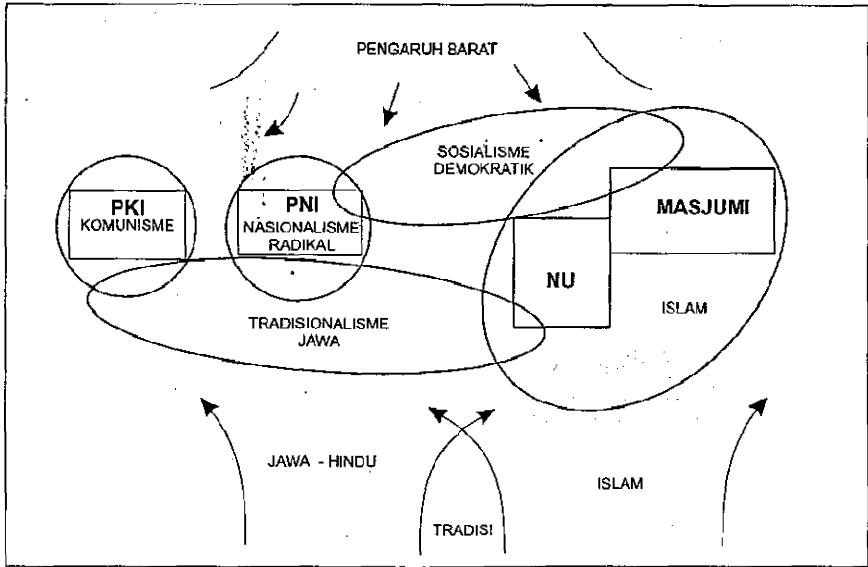 PENGARUH BARAT
SOSIALISME
DEMOKRATIK
PKI
KOMUNISME
PNI
NASIONALISME
RADIKAL
MASJUMI
NU
ISLAM
TRADISIONALISME
JAWA
JAWA - HINDU
ISLAM
TRADISI